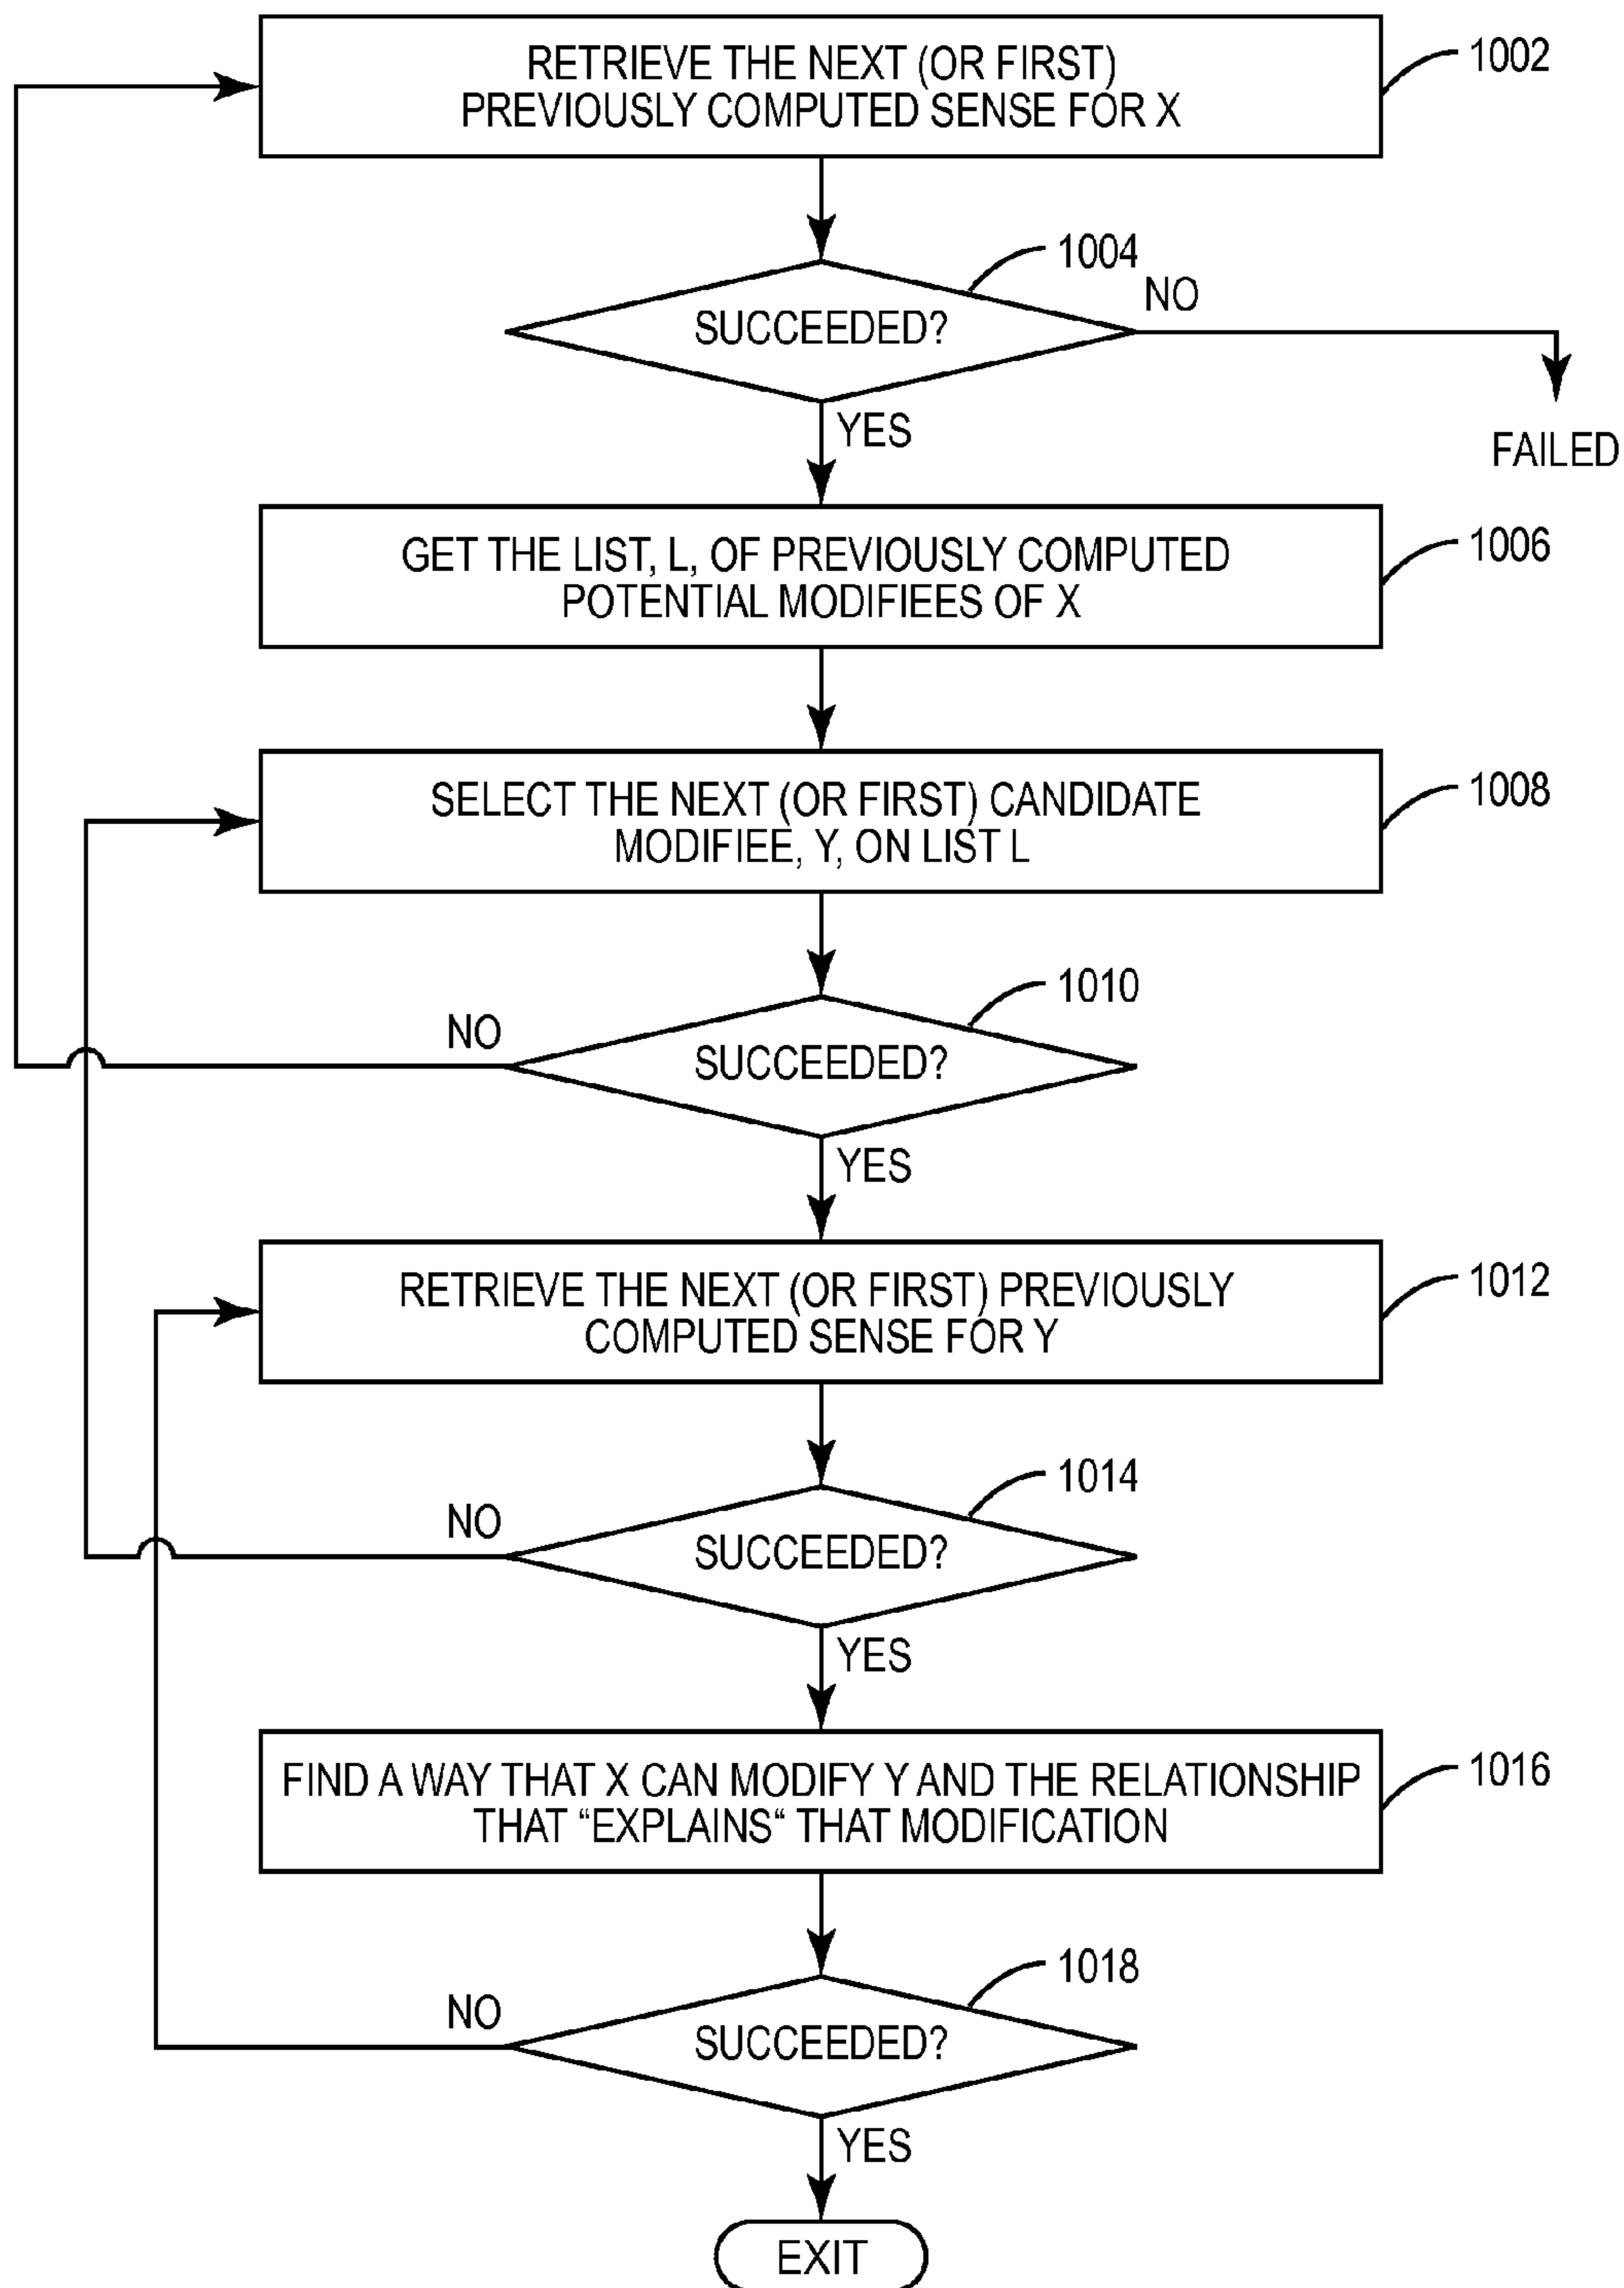 RETRIEVE THE NEXT (OR FIRST)
PREVIOUSLY COMPUTED SENSE FOR X
1002
SUCCEEDED?
1004
NO
FAILED
YES
GET THE LIST, L, OF PREVIOUSLY COMPUTED
POTENTIAL MODIFIEES OF X
1006
SELECT THE NEXT (OR FIRST) CANDIDATE
MODIFIEE, Y, ON LIST L
1008
1010
NO
SUCCEEDED?
YES
RETRIEVE THE NEXT (OR FIRST) PREVIOUSLY
COMPUTED SENSE FOR Y
1012
1014
NO
SUCCEEDED?
YES
FIND A WAY THAT X CAN MODIFY Y AND THE RELATIONSHIP
THAT “EXPLAINS“ THAT MODIFICATION
1016
1018
NO
SUCCEEDED?
YES
EXIT